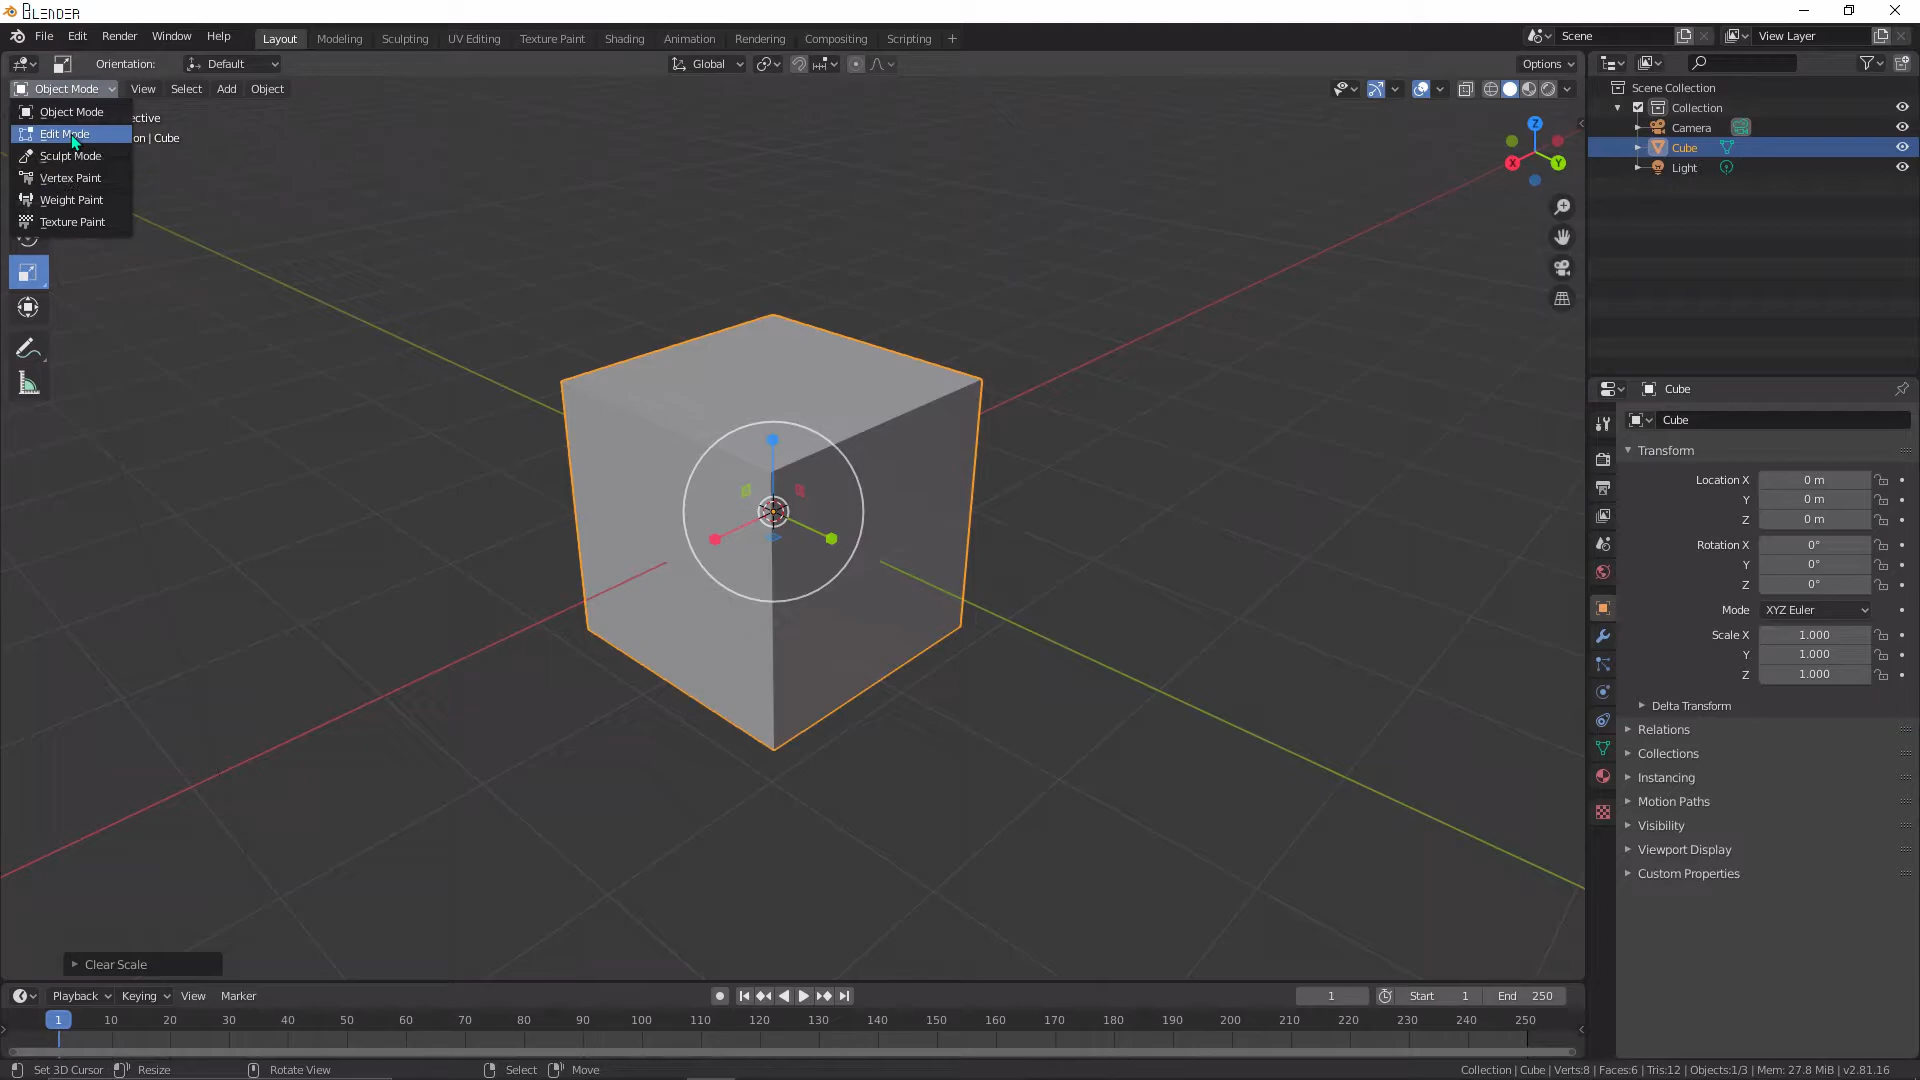 BLENDER
File Edit Render Window Help Layout Modeling Sculpting UV Editing Texture Paint Shading Animation Rendering Compositing Scripting + Scene View Layer
Orientation: Default Global Options
Object Mode View Select Add Object
Object Mode
Edit Mode
Sculpt Mode
Vertex Paint
Weight Paint
Texture Paint
ective
on | Cube
Z
X
Y
Clear Scale
Scene Collection
Collection
Camera
Cube
Light
Cube
Cube
Transform
Location X 0 m
Y 0 m
Z 0 m
Rotation X 0°
Y 0°
Z 0°
Mode XYZ Euler
Scale X 1.000
Y 1.000
Z 1.000
Delta Transform
Relations
Collections
Instancing
Motion Paths
Visibility
Viewport Display
Custom Properties
Playback Keying View Marker 1 Start 1 End 250
1 10 20 30 40 50 60 70 80 90 100 110 120 130 140 150 160 170 180 190 200 210 220 230 240 250
Set 3D Cursor Resize Rotate View Select Move Collection | Cube | Verts:8 | Faces:6 | Tris:12 | Objects:1/3 | Mem: 27.8 MiB | v2.81.16